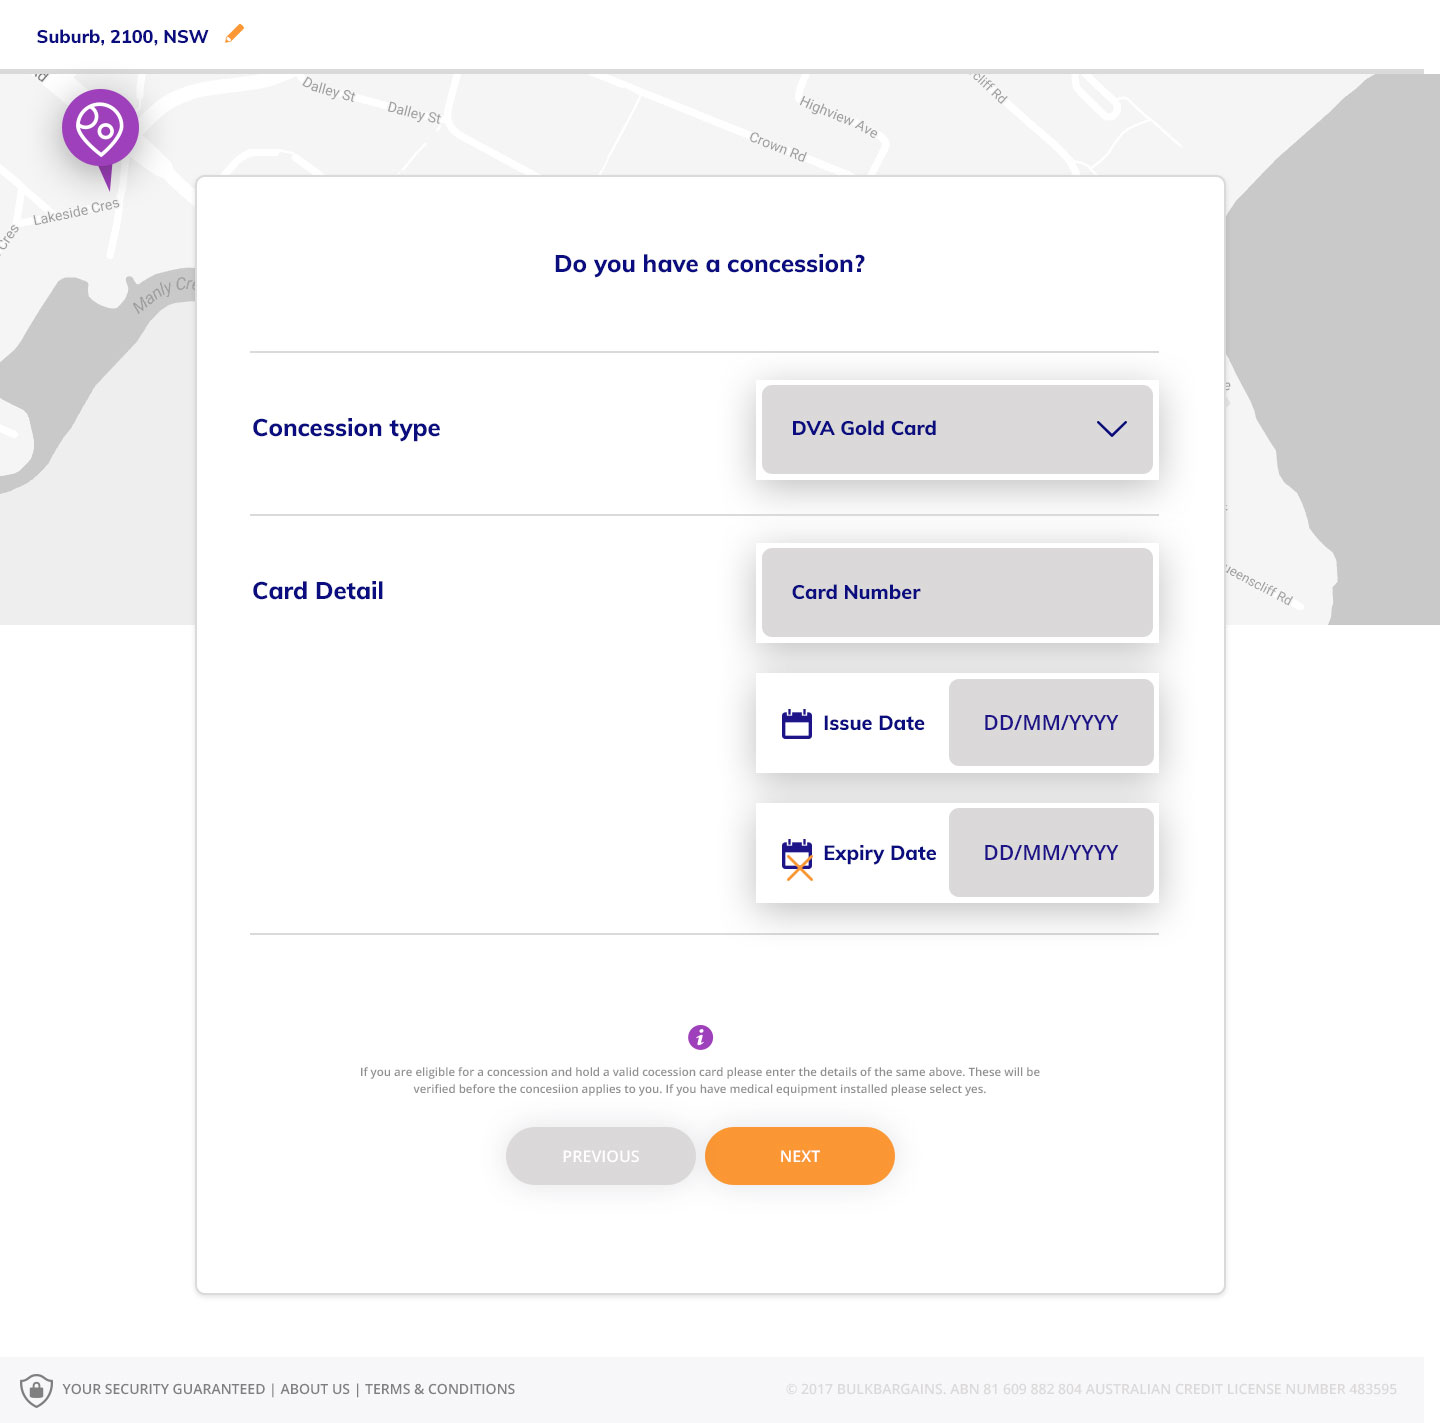 Suburb, 2100, NSW
Dalley St
Dalley St
Highview Ave
Crown Rd
cliff Rd
Lakeside Cres
Cres
Manly Cre
Do you have a concession?
Concession type
DVA Gold Card
Card Detail
Card Number
ueenscliff Rd
Issue Date
DD/MM/YYYY
Expiry Date
DD/MM/YYYY
If you are eligible for a concession and hold a valid cocession card please enter the details of the same above. These will be
verified before the concesiion applies to you. If you have medical equipment installed please select yes.
PREVIOUS
NEXT
YOUR SECURITY GUARANTEED | ABOUT US | TERMS & CONDITIONS
© 2017 BULKBARGAINS. ABN 81 609 882 804 AUSTRALIAN CREDIT LICENSE NUMBER 483595